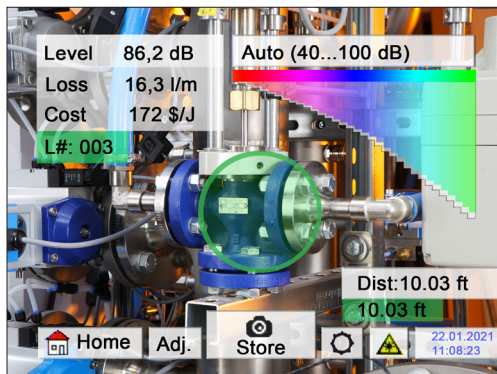 Level 86,2 dB
Auto (40...100 dB)
Loss 16,3 l/m
Cost 172 $/J
L#: 003
Dist:10.03 ft
10.03 ft
Home
Adj.
Store
22.01.2021
11:08:23